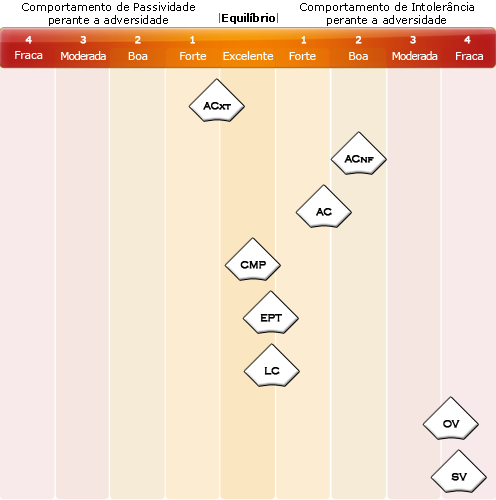 Comportamento de Passividade
perante a adversidade
|Equilíbrio|
Comportamento de Intolerância
perante a adversidade
4 3 2 1 1 2 3 4
Fraca Moderada Boa Forte Excelente Forte Boa Moderada Fraca
ACXT
ACNF
AC
CMP
EPT
LC
OV
SV